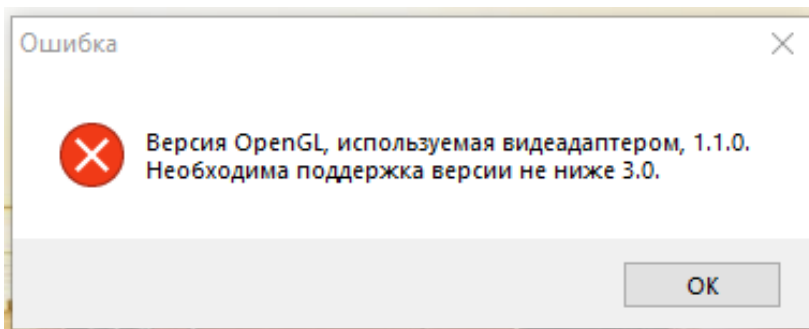 Ошибка
Версия OpenGL, используемая видеадаптером, 1.1.0.
Необходима поддержка версии не ниже 3.0.
OK